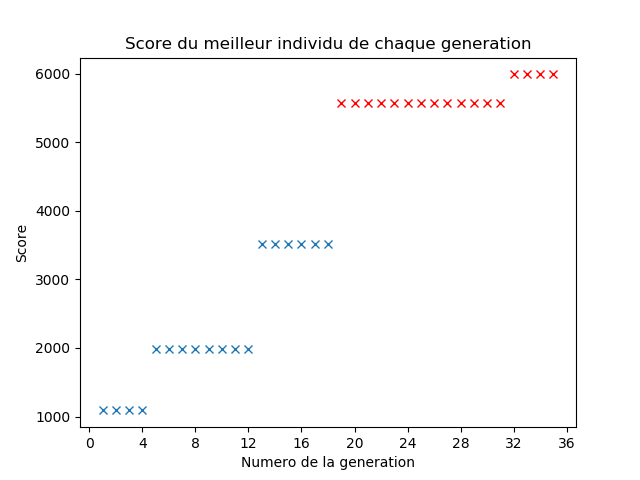 Score du meilleur individu de chaque generation
6000
5000
4000
3000
2000
1000
Score
0 4 8 12 16 20 24 28 32 36
Numero de la generation